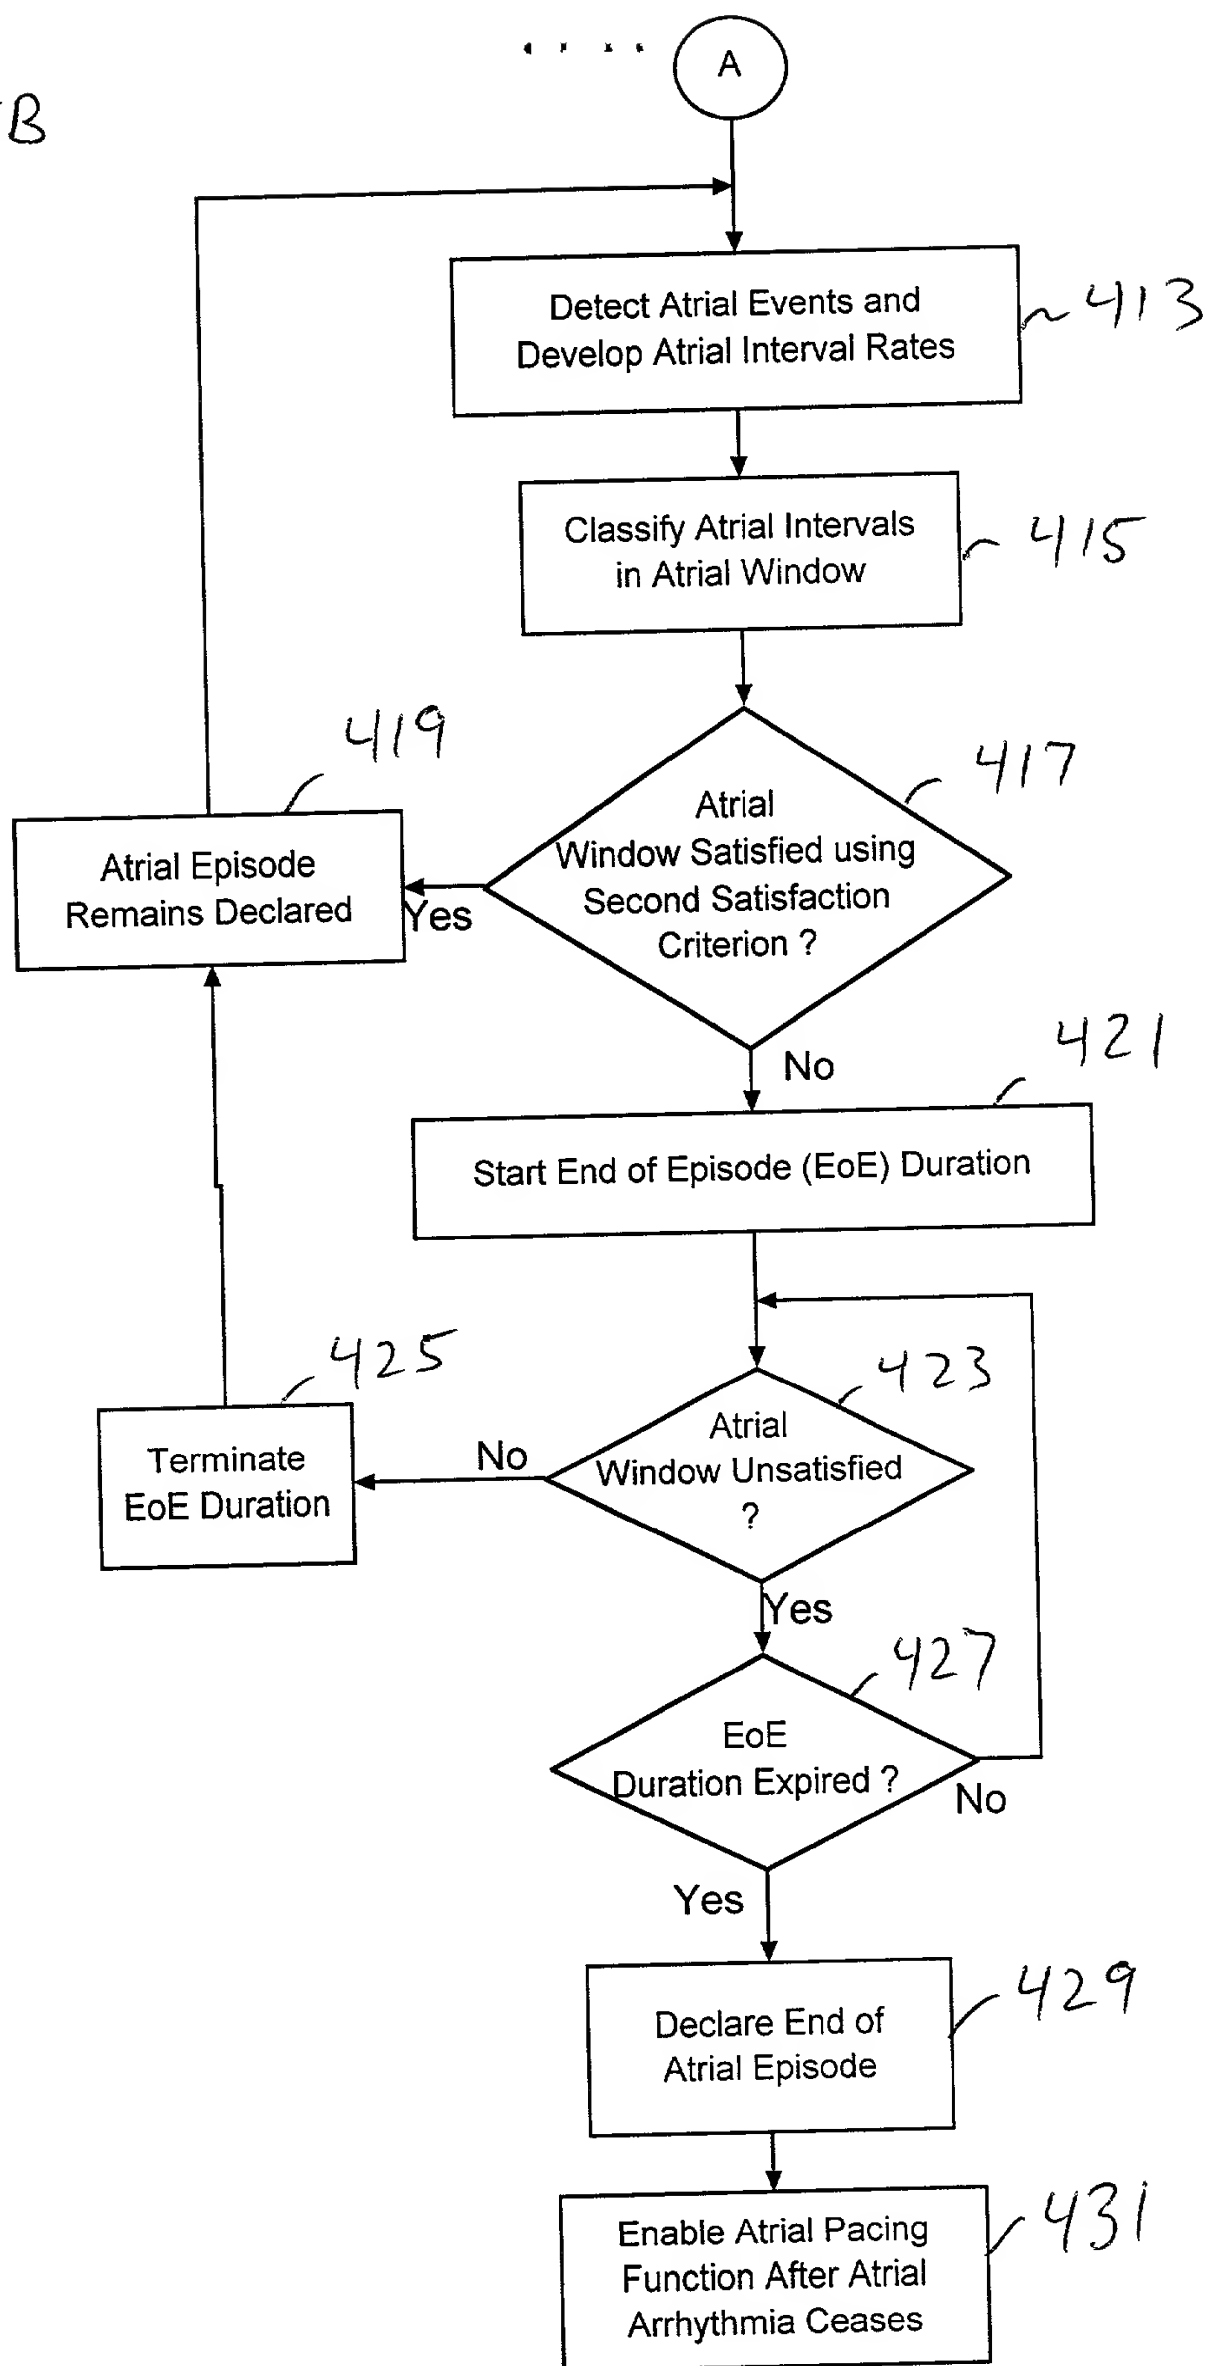 A
B
Detect Atrial Events and
Develop Atrial Interval Rates
413
Classify Atrial Intervals
in Atrial Window
415
419
417
Atrial
Window Satisfied using
Second Satisfaction
Criterion ?
Atrial Episode
Remains Declared
Yes
No
421
Start End of Episode (EoE) Duration
425
423
Atrial
Window Unsatisfied
?
No
Terminate
EoE Duration
Yes
427
EoE
Duration Expired ?
No
Yes
429
Declare End of
Atrial Episode
431
Enable Atrial Pacing
Function After Atrial
Arrhythmia Ceases